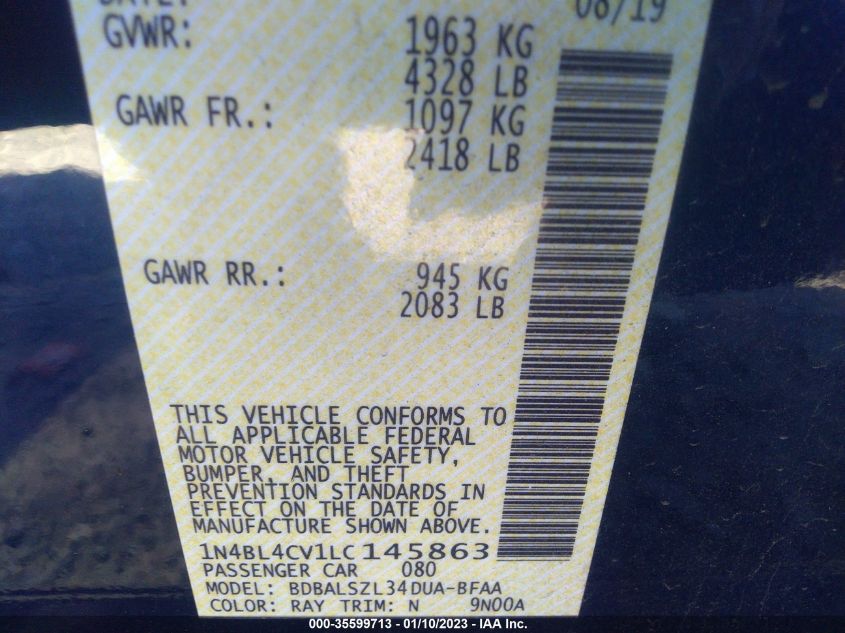 DATE: 08/19
GVWR: 1963 KG
4328 LB
GAWR FR.: 1097 KG
2418 LB
GAWR RR.: 945 KG
2083 LB
THIS VEHICLE CONFORMS TO
ALL APPLICABLE FEDERAL
MOTOR VEHICLE SAFETY,
BUMPER, AND THEFT
PREVENTION STANDARDS IN
EFFECT ON THE DATE OF
MANUFACTURE SHOWN ABOVE.
1N4BL4CV1LC145863
PASSENGER CAR 080
MODEL: BDBALSZL34DUA-BFAA
COLOR: RAY TRIM: N 9N00A
000-35599713 — 01/10/2023 — IAA Inc.